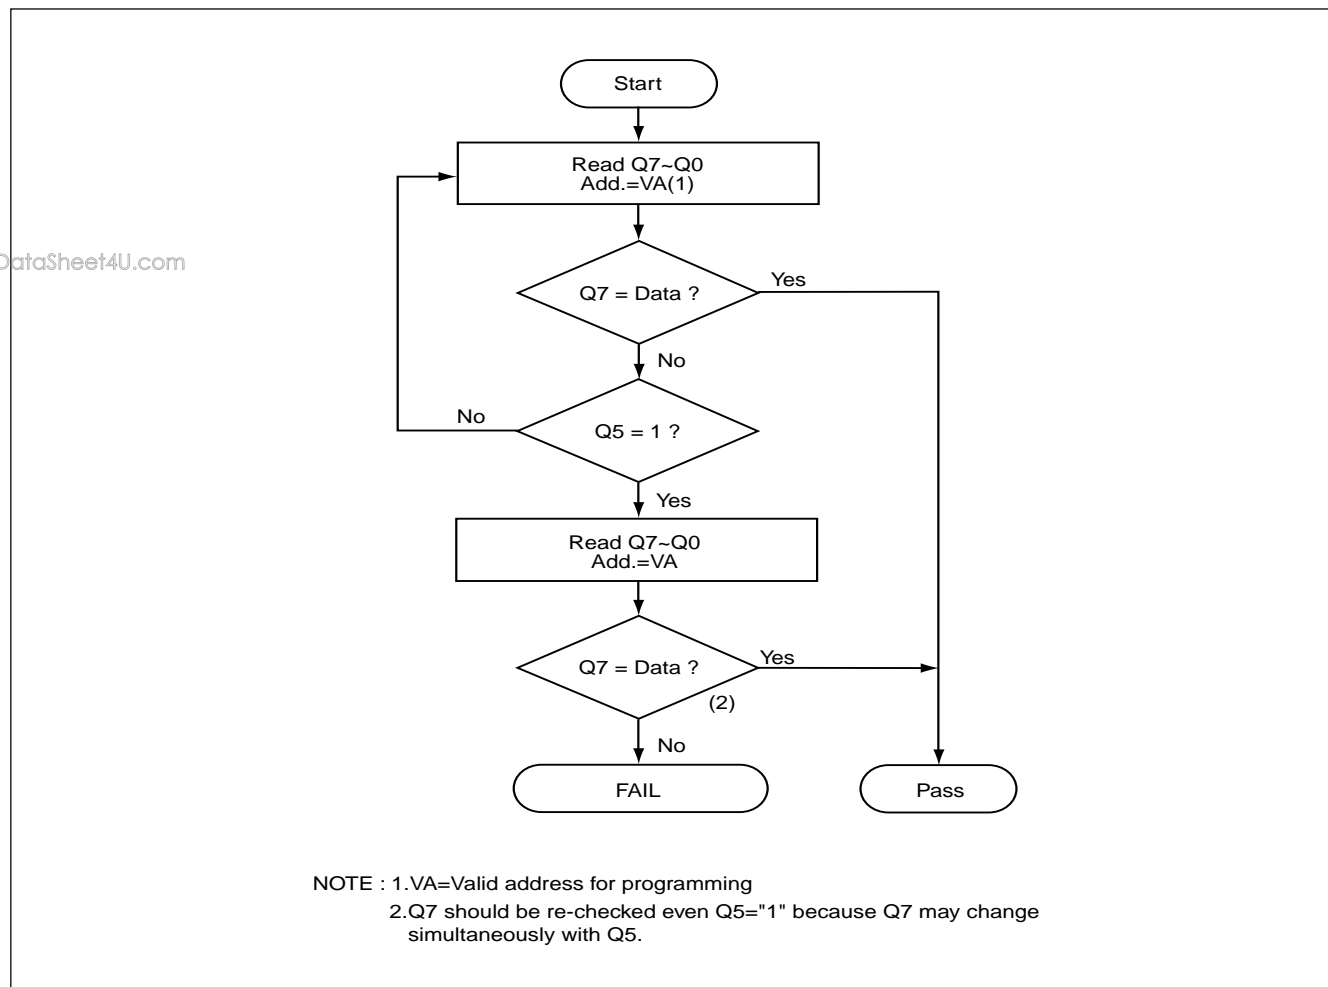 Start
Read Q7~Q0
Add.=VA(1)
DataSheet4U.com
Yes
Q7 = Data ?
No
No
Q5 = 1 ?
Yes
Read Q7~Q0
Add.=VA
Yes
Q7 = Data ?
(2)
No
FAIL
Pass
NOTE : 1.VA=Valid address for programming
2.Q7 should be re-checked even Q5="1" because Q7 may change
simultaneously with Q5.